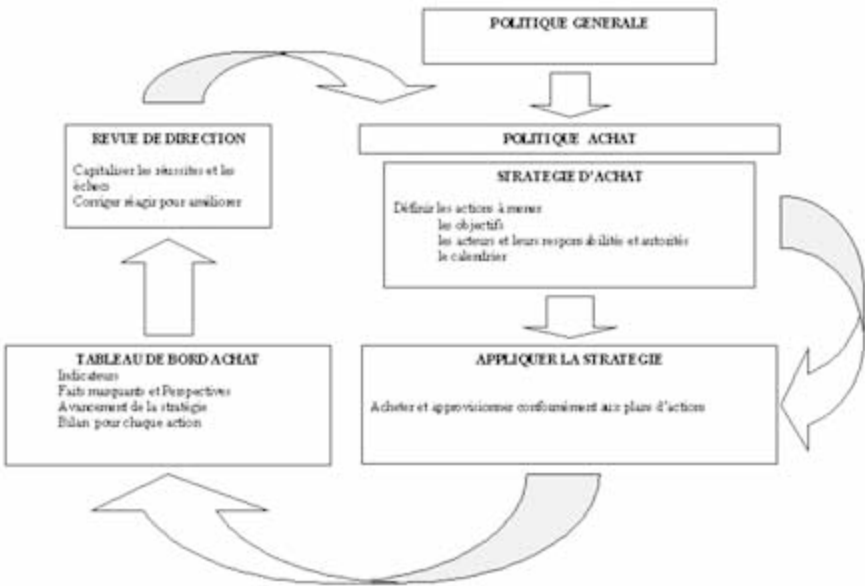 POLITIQUE GENERALE
POLITIQUE ACHAT
STRATEGIE D'ACHAT
Définir les actions à mener
les objectifs
les acteurs et leurs responsabilité et autorités
le calendrier
APPLIQUER LA STRATEGIE
Acheter et approvisionner conformément aux plans d'actions
TABLEAU DE BORD ACHAT
Indicateurs
Faits marquants et Perspectives
Avancement de la stratégie
Bilan pour chaque action
REVUE DE DIRECTION
Capitaliser les réussites et les
échecs
Corriger réagir pour améliorer